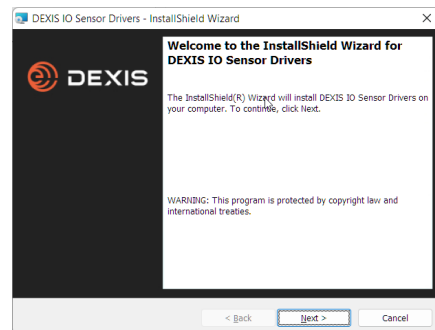 DEXIS IO Sensor Drivers - InstallShield Wizard
Welcome to the InstallShield Wizard for
DEXIS IO Sensor Drivers
DEXIS
The InstallShield(R) Wizard will install DEXIS IO Sensor Drivers on
your computer. To continue, click Next.
WARNING: This program is protected by copyright law and
international treaties.
< Back
Next >
Cancel